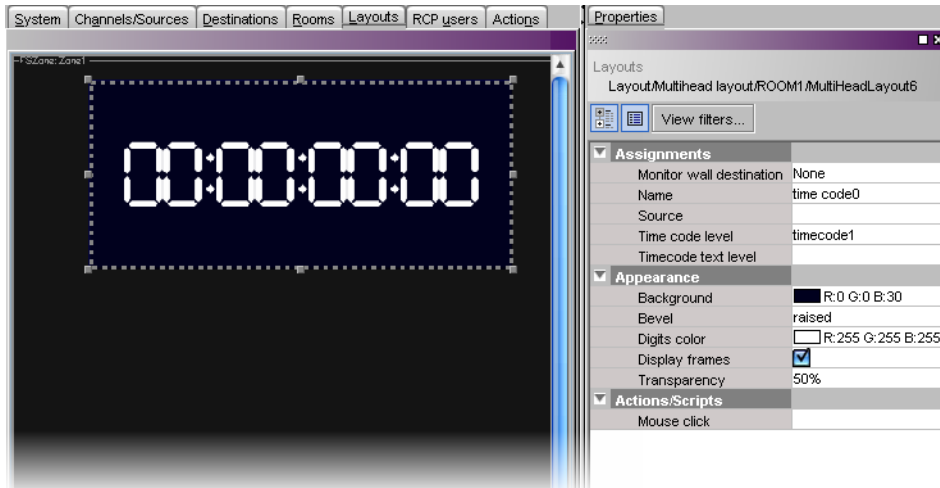 System Channels/Sources Destinations Rooms Layouts RCP users Actions
Properties
Layouts
Layout/Multihead layout/ROOM1/MultiHeadLayout6
View filters...
PSZone: Zone1
00:00:00:00
Assignments
Monitor wall destination None
Name time code0
Source
Time code level timecode1
Timecode text level
Appearance
Background R:0 G:0 B:30
Bevel raised
Digits color R:255 G:255 B:255
Display frames
Transparency 50%
Actions/Scripts
Mouse click